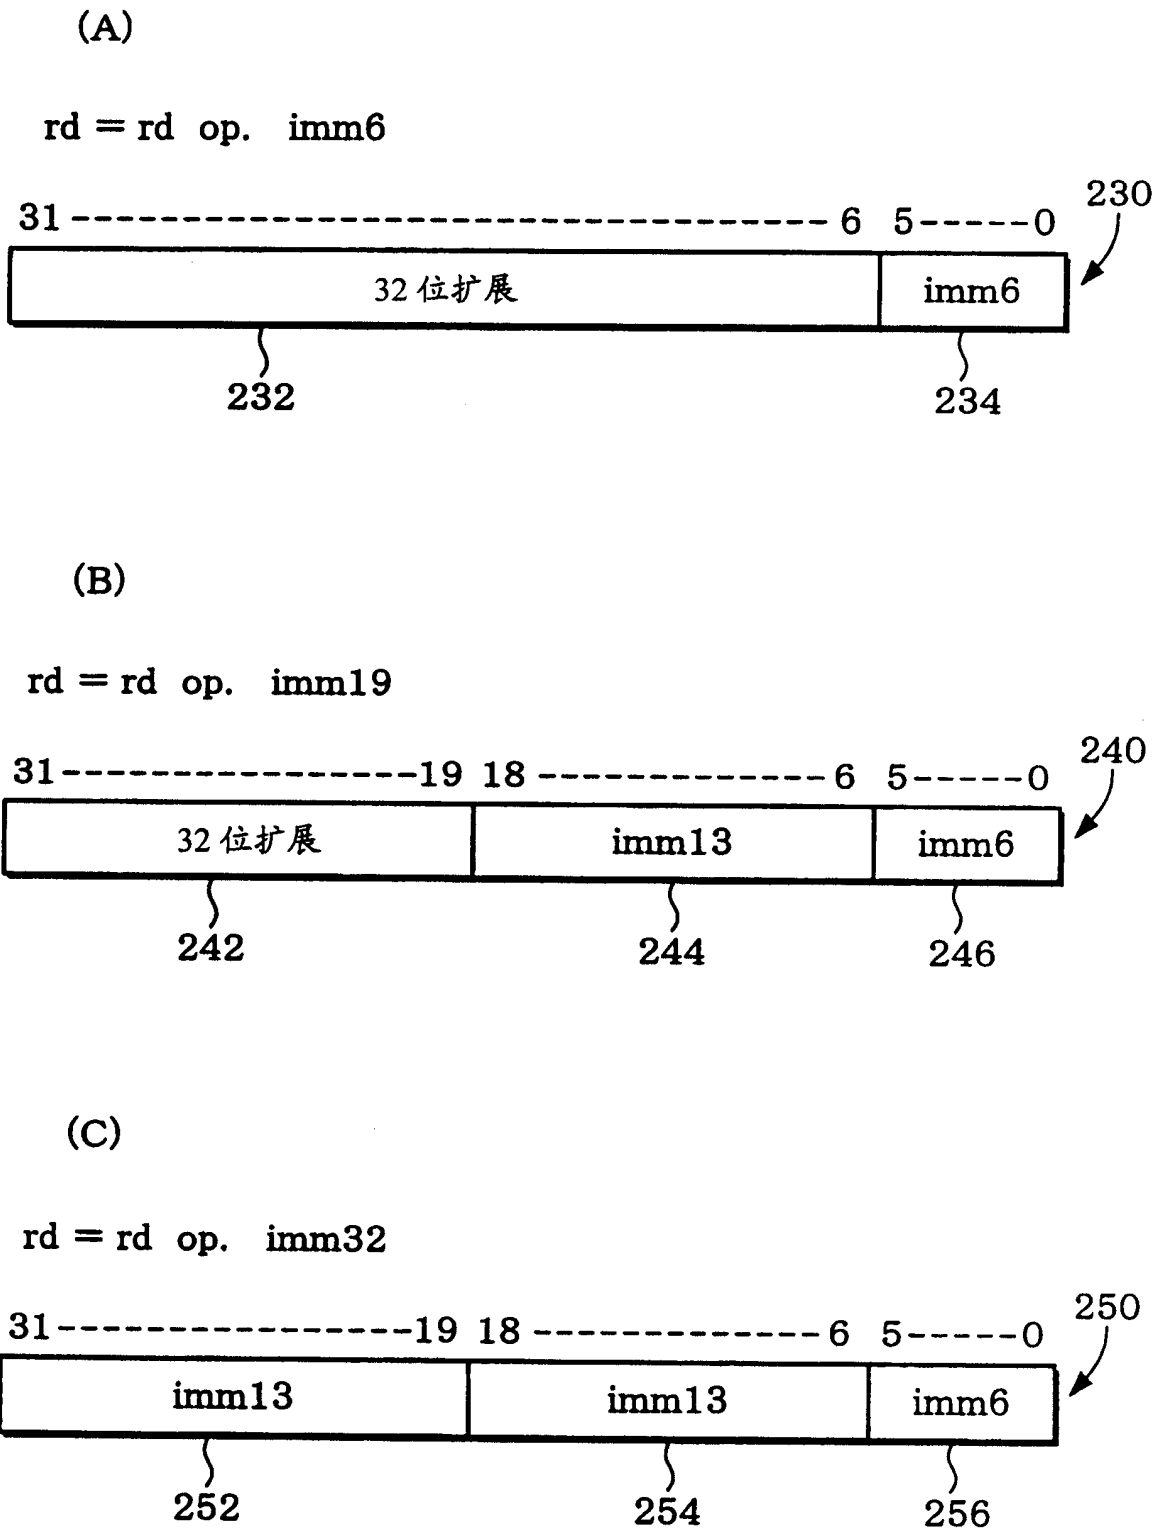 (A)
rd = rd op. imm6
31 -------------------------------------------- 6 5-----0 230
32 位扩展 imm6
232 234
(B)
rd = rd op. imm19
31-----------------19 18 --------------6 5-----0 240
32 位扩展 imm13 imm6
242 244 246
(C)
rd = rd op. imm32
31-----------------19 18 --------------6 5-----0 250
imm13 imm13 imm6
252 254 256